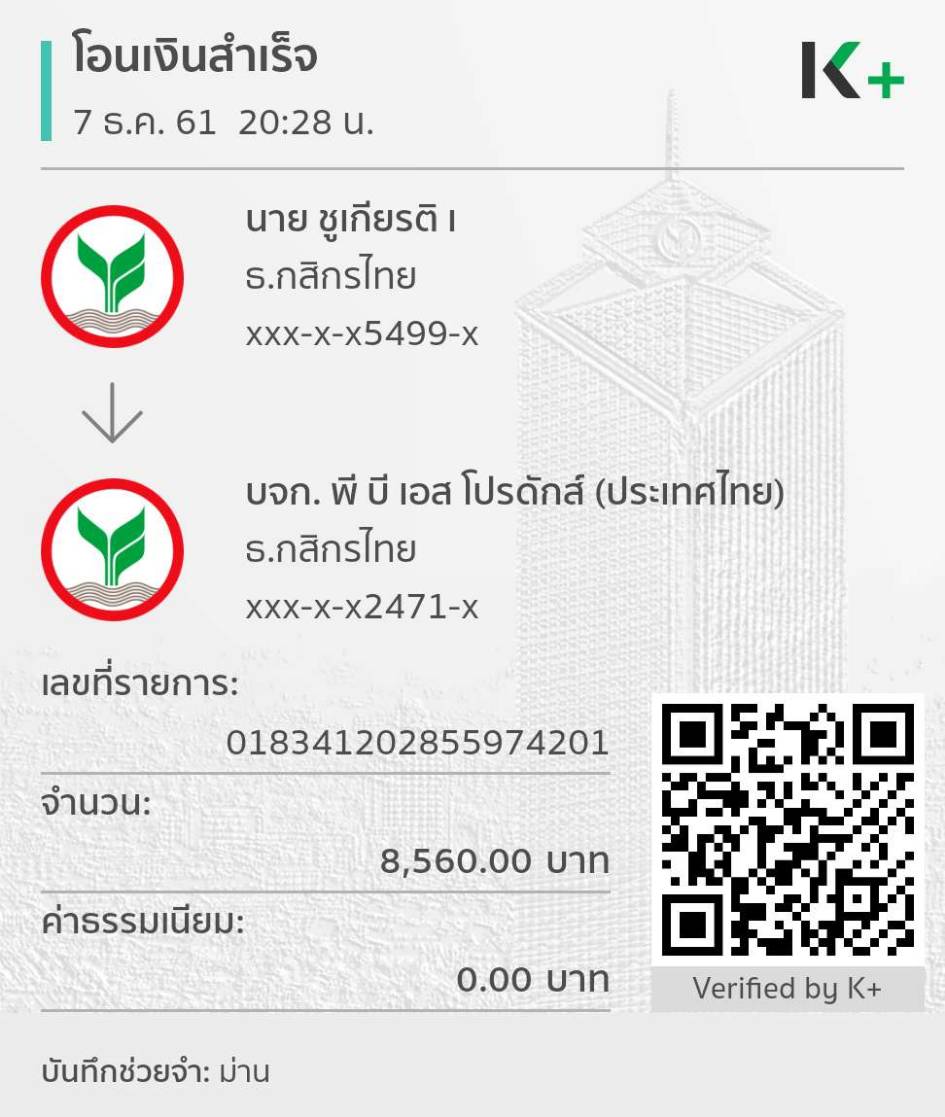 โอนเงินสำเร็จ
7 ธ.ค. 61 20:28 น.
K+
นาย ชูเกียรติ เ
ธ.กสิกรไทย
xxx-x-x5499-x
บจก. พี บี เอส โปรดักส์ (ประเทศไทย)
ธ.กสิกรไทย
xxx-x-x2471-x
เลขที่รายการ:
018341202855974201
จำนวน:
8,560.00 บาท
ค่าธรรมเนียม:
0.00 บาท
Verified by K+
บันทึกช่วยจำ: ม่าน